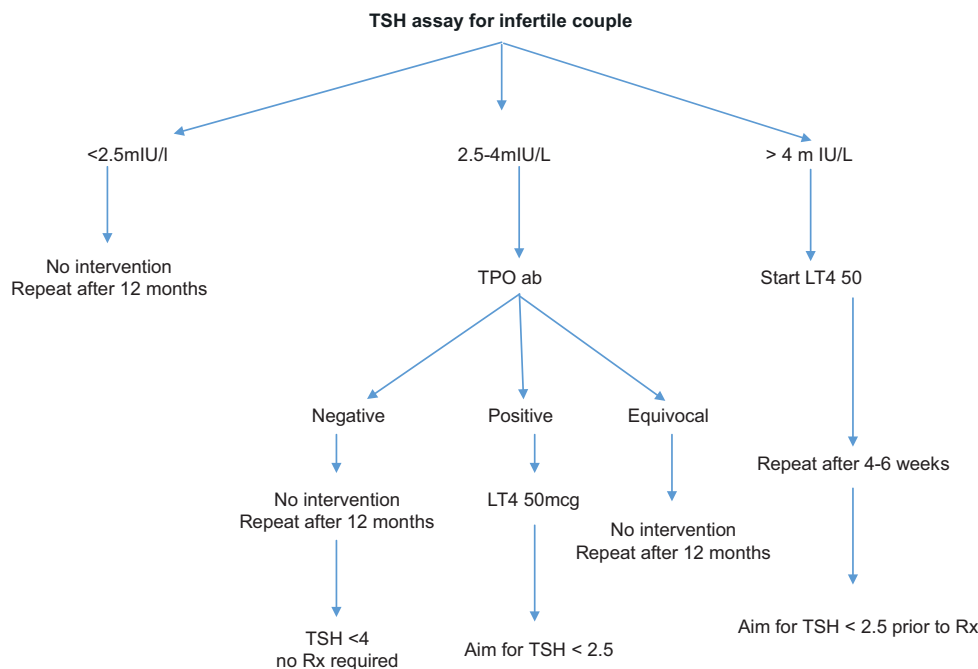 TSH assay for infertile couple
<2.5mIU/l
2.5-4mIU/L
> 4 m IU/L
No intervention
Repeat after 12 months
TPO ab
Start LT4 50
Negative
Positive
Equivocal
Repeat after 4-6 weeks
No intervention
Repeat after 12 months
LT4 50mcg
No intervention
Repeat after 12 months
TSH <4
no Rx required
Aim for TSH < 2.5
Aim for TSH < 2.5 prior to Rx